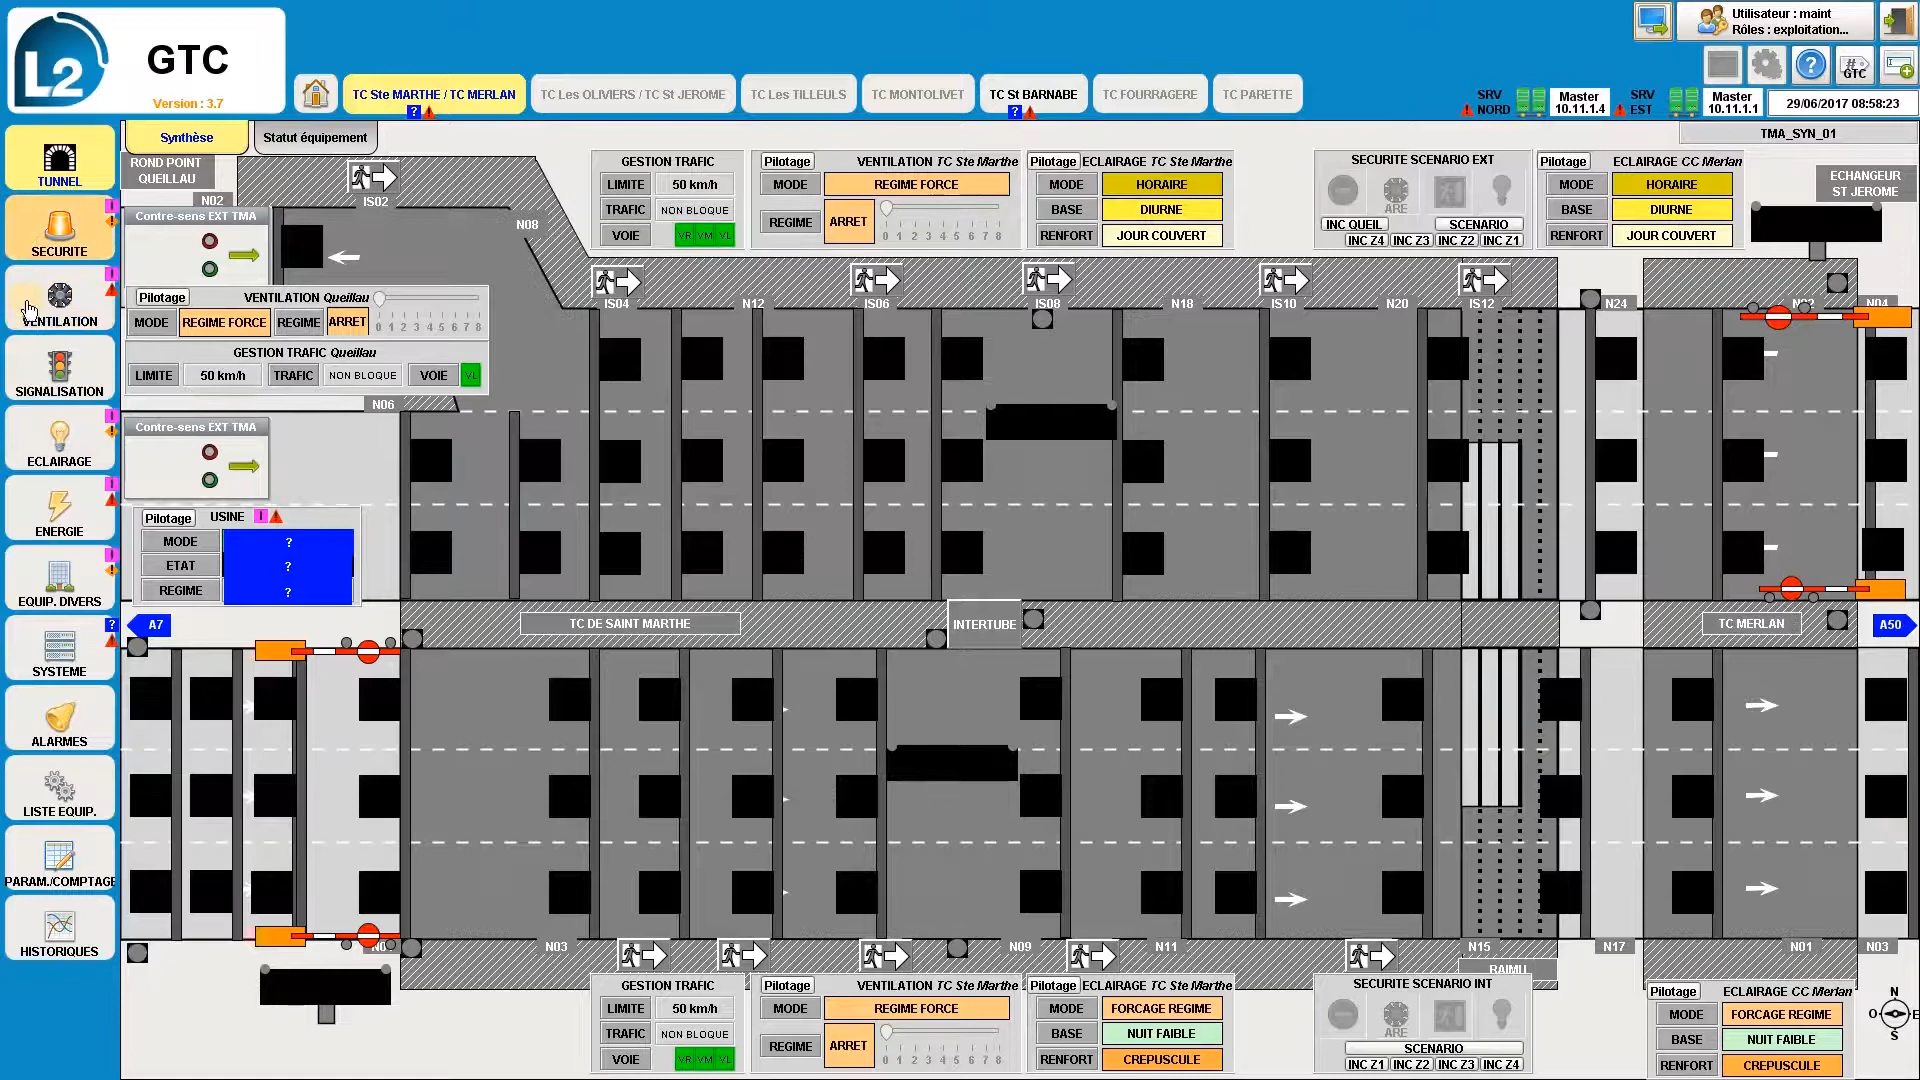 L2
GTC
Version : 3.7
TC Ste MARTHE / TC MERLAN
TC Les OLIVIERS / TC St JEROME
TC Les TILLEULS
TC MONTOLIVET
TC St BARNABE
TC FOURRAGERE
TC PARETTE
Utilisateur : maint
Rôles : exploitation...
#
GTC
SRV
NORD
Master
10.11.1.4
SRV
EST
Master
10.11.1.1
29/06/2017 08:58:23
Synthèse
Statut équipement
TMA_SYN_01
TUNNEL
SECURITE
VENTILATION
SIGNALISATION
ECLAIRAGE
ENERGIE
EQUIP. DIVERS
SYSTEME
ALARMES
LISTE EQUIP.
PARAM./COMPTAGE
HISTORIQUES
ROND POINT
QUEILLAU
N02
IS02
N08
GESTION TRAFIC
LIMITE 50 km/h
TRAFIC NON BLOQUE
VOIE VR VM VL
Pilotage VENTILATION TC Ste Marthe
MODE REGIME FORCE
REGIME ARRET 0 1 2 3 4 5 6 7 8
Pilotage ECLAIRAGE TC Ste Marthe
MODE HORAIRE
BASE DIURNE
RENFORT JOUR COUVERT
SECURITE SCENARIO EXT
ARE
INC QUEIL SCENARIO
INC Z4 INC Z3 INC Z2 INC Z1
Pilotage ECLAIRAGE CC Merlan
MODE HORAIRE
BASE DIURNE
RENFORT JOUR COUVERT
ECHANGEUR
ST JEROME
Contre-sens EXT TMA
Pilotage VENTILATION Queillau
MODE REGIME FORCE REGIME ARRET 0 1 2 3 4 5 6 7 8
GESTION TRAFIC Queillau
LIMITE 50 km/h TRAFIC NON BLOQUE VOIE VL
N06
IS04 N12 IS06 IS08 N18 IS10 N20 IS12 N24 N04
Contre-sens EXT TMA
Pilotage USINE
MODE ?
ETAT ?
REGIME ?
A7
TC DE SAINT MARTHE
INTERTUBE
TC MERLAN
A50
N03 N09 N11 N15 N17 N01 N03
RAIMU
GESTION TRAFIC
LIMITE 50 km/h
TRAFIC NON BLOQUE
VOIE VR VM VL
Pilotage VENTILATION TC Ste Marthe
MODE REGIME FORCE
REGIME ARRET 0 1 2 3 4 5 6 7 8
Pilotage ECLAIRAGE TC Ste Marthe
MODE FORCAGE REGIME
BASE NUIT FAIBLE
RENFORT CREPUSCULE
SECURITE SCENARIO INT
ARE
SCENARIO
INC Z1 INC Z2 INC Z3 INC Z4
Pilotage ECLAIRAGE CC Merlan
MODE FORCAGE REGIME
BASE NUIT FAIBLE
RENFORT CREPUSCULE
N
O E
S